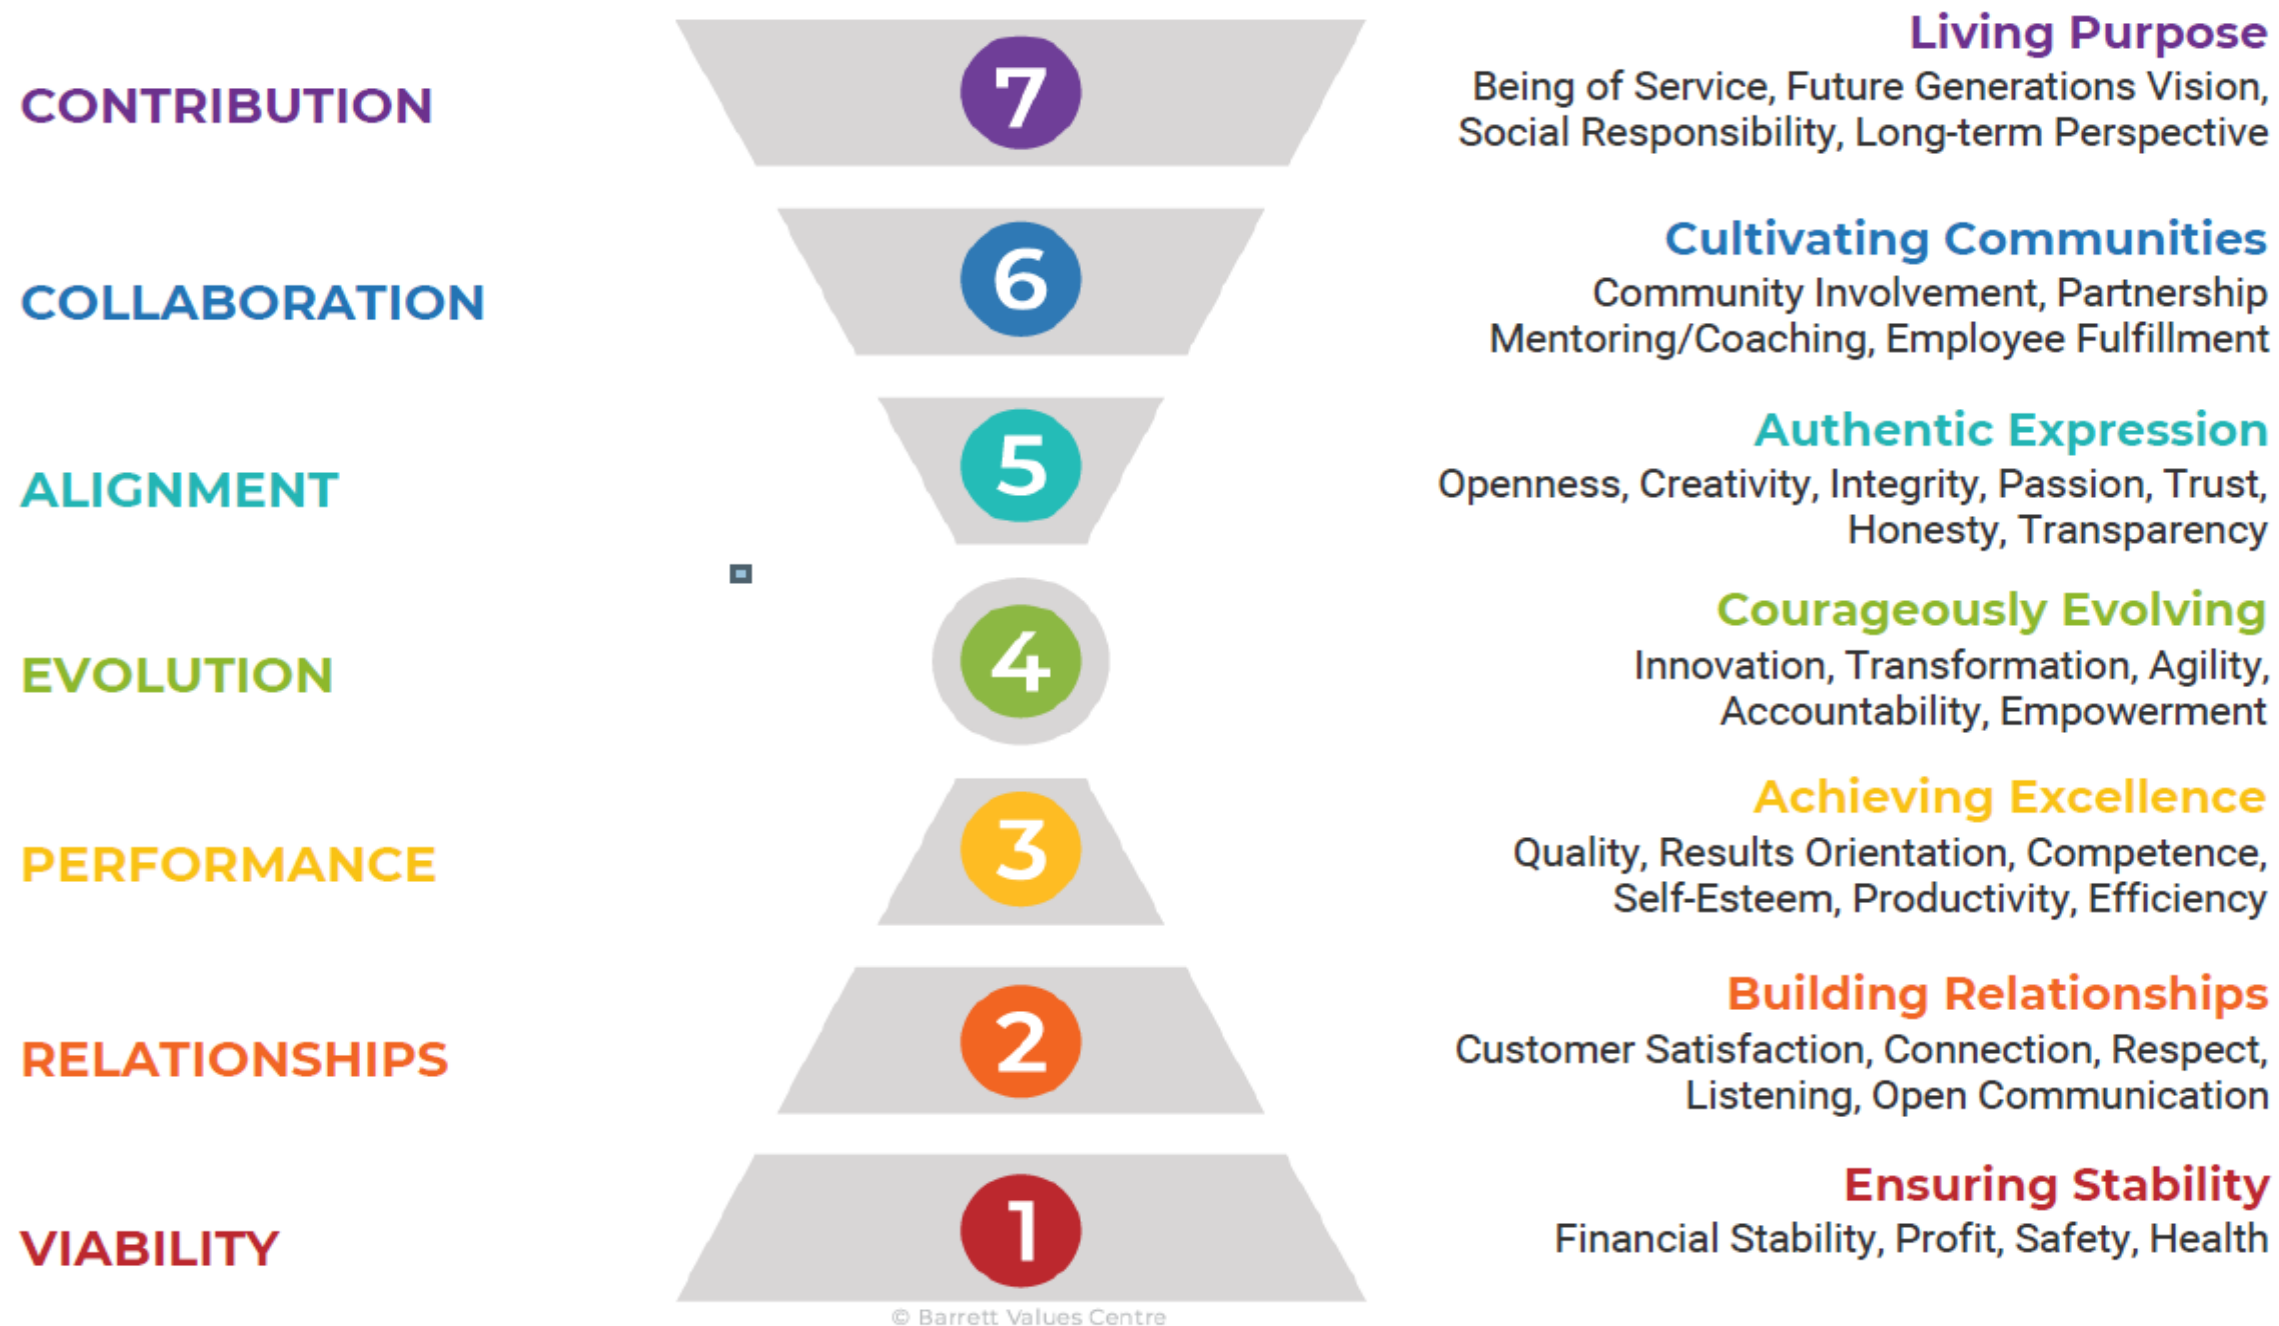 CONTRIBUTION
7
Living Purpose
Being of Service, Future Generations Vision,
Social Responsibility, Long-term Perspective
COLLABORATION
6
Cultivating Communities
Community Involvement, Partnership
Mentoring/Coaching, Employee Fulfillment
ALIGNMENT
5
Authentic Expression
Openness, Creativity, Integrity, Passion, Trust,
Honesty, Transparency
EVOLUTION
4
Courageously Evolving
Innovation, Transformation, Agility,
Accountability, Empowerment
PERFORMANCE
3
Achieving Excellence
Quality, Results Orientation, Competence,
Self-Esteem, Productivity, Efficiency
RELATIONSHIPS
2
Building Relationships
Customer Satisfaction, Connection, Respect,
Listening, Open Communication
VIABILITY
1
Ensuring Stability
Financial Stability, Profit, Safety, Health
© Barrett Values Centre